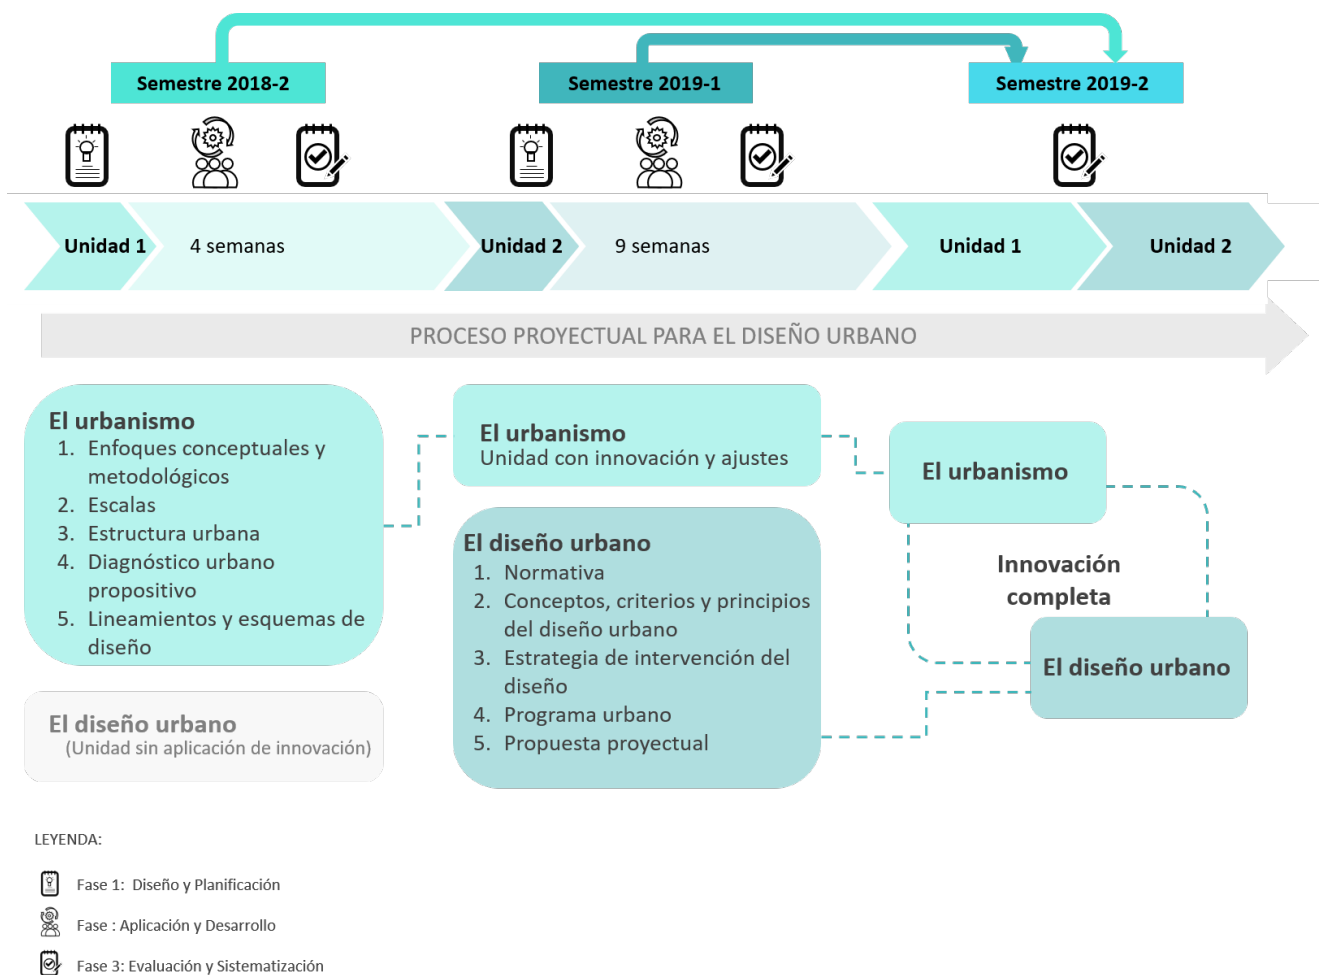 Semestre 2018-2
Semestre 2019-1
Semestre 2019-2
Unidad 1
4 semanas
Unidad 2
9 semanas
Unidad 1
Unidad 2
PROCESO PROYECTUAL PARA EL DISEÑO URBANO
El urbanismo
1. Enfoques conceptuales y
metodológicos
2. Escalas
3. Estructura urbana
4. Diagnóstico urbano
propositivo
5. Lineamientos y esquemas de
diseño
El diseño urbano
(Unidad sin aplicación de innovación)
El urbanismo
Unidad con innovación y ajustes
El diseño urbano
1. Normativa
2. Conceptos, criterios y principios
del diseño urbano
3. Estrategia de intervención del
diseño
4. Programa urbano
5. Propuesta proyectual
El urbanismo
Innovación
completa
El diseño urbano
LEYENDA:
Fase 1: Diseño y Planificación
Fase : Aplicación y Desarrollo
Fase 3: Evaluación y Sistematización